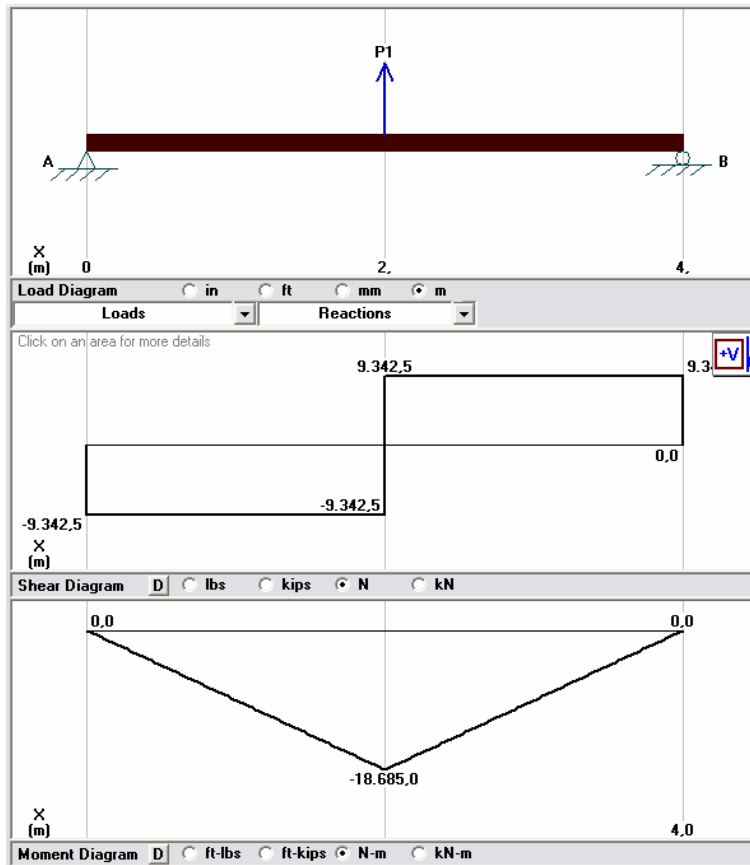 P1
A B
X
(m) 0 2, 4,
Load Diagram in ft mm m
Loads Reactions
Click on an area for more details
+V
9.342,5 9.3
0,0
-9.342,5
-9.342,5
X
(m)
Shear Diagram D lbs kips N kN
0,0 0,0
-18.685,0
X
(m) 4,0
Moment Diagram D ft-lbs ft-kips N-m kN-m